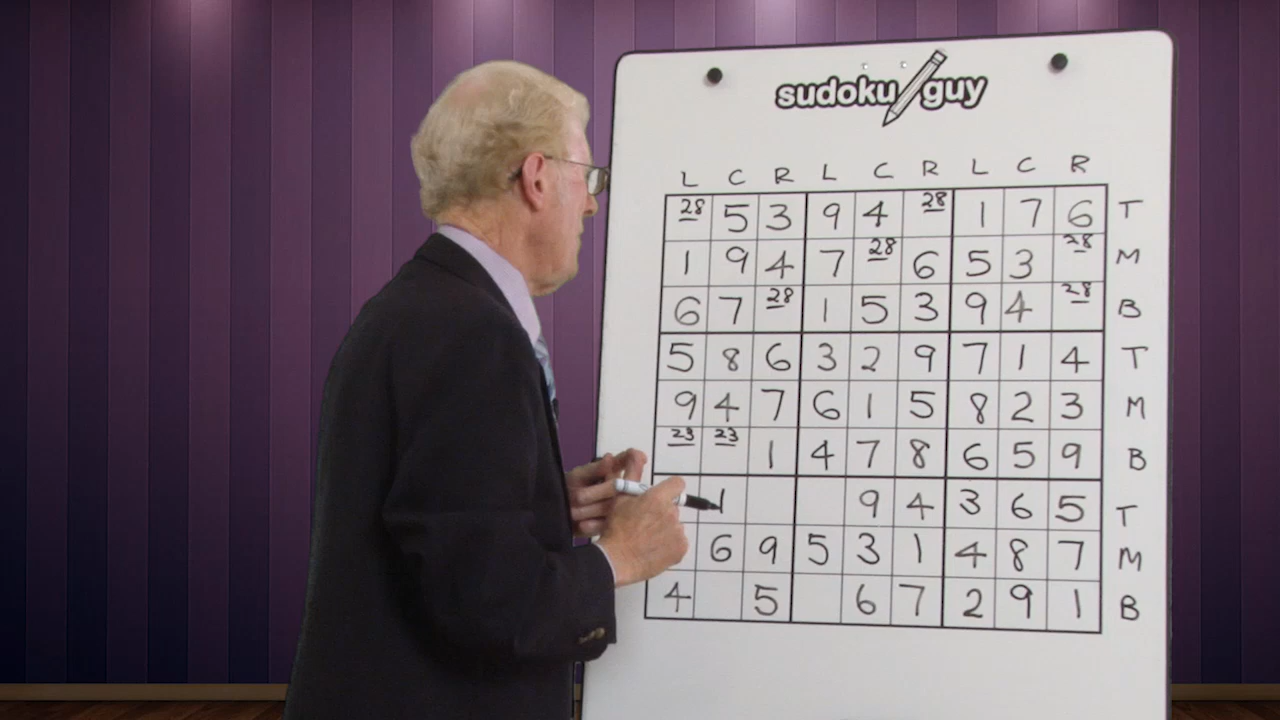 sudoku guy
L C R L C R L C R
28 5 3 9 4 28 1 7 6 T
1 9 4 7 28 6 5 3 28 M
6 7 28 1 5 3 9 4 28 B
5 8 6 3 2 9 7 1 4 T
9 4 7 6 1 5 8 2 3 M
23 23 1 4 7 8 6 5 9 B
1 9 4 3 6 5 T
6 9 5 3 1 4 8 7 M
4 5 6 7 2 9 1 B